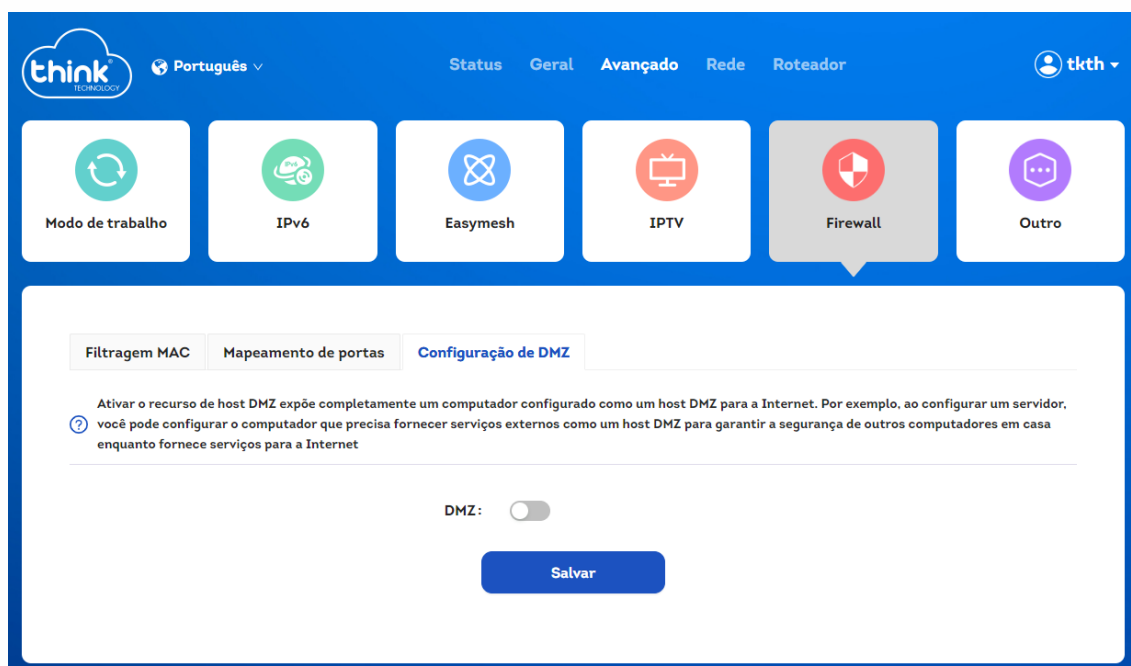 think
TECHNOLOGY
Português
Status Geral Avançado Rede Roteador
tkth
Modo de trabalho
IPv6
IPv6
Easymesh
IPTV
Firewall
Outro
Filtragem MAC Mapeamento de portas Configuração de DMZ
Ativar o recurso de host DMZ expõe completamente um computador configurado como um host DMZ para a Internet. Por exemplo, ao configurar um servidor,
você pode configurar o computador que precisa fornecer serviços externos como um host DMZ para garantir a segurança de outros computadores em casa
enquanto fornece serviços para a Internet
DMZ:
Salvar